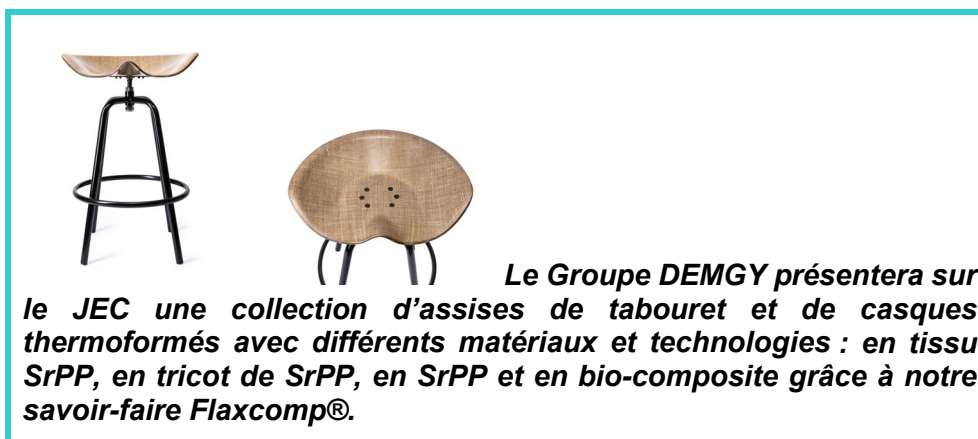 Le Groupe DEMGY présentera sur
le JEC une collection d’assises de tabouret et de casques
thermoformés avec différents matériaux et technologies : en tissu
SrPP, en tricot de SrPP, en SrPP et en bio-composite grâce à notre
savoir-faire Flaxcomp®.